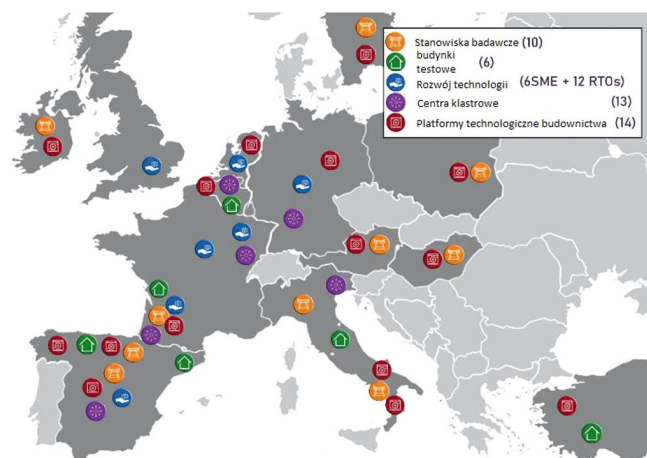 Stanowiska badawcze (10)
budynki
testowe (6)
Rozwój technologii (6SME + 12 RTOs)
Centra klastrowe (13)
Platformy technologiczne budownictwa (14)